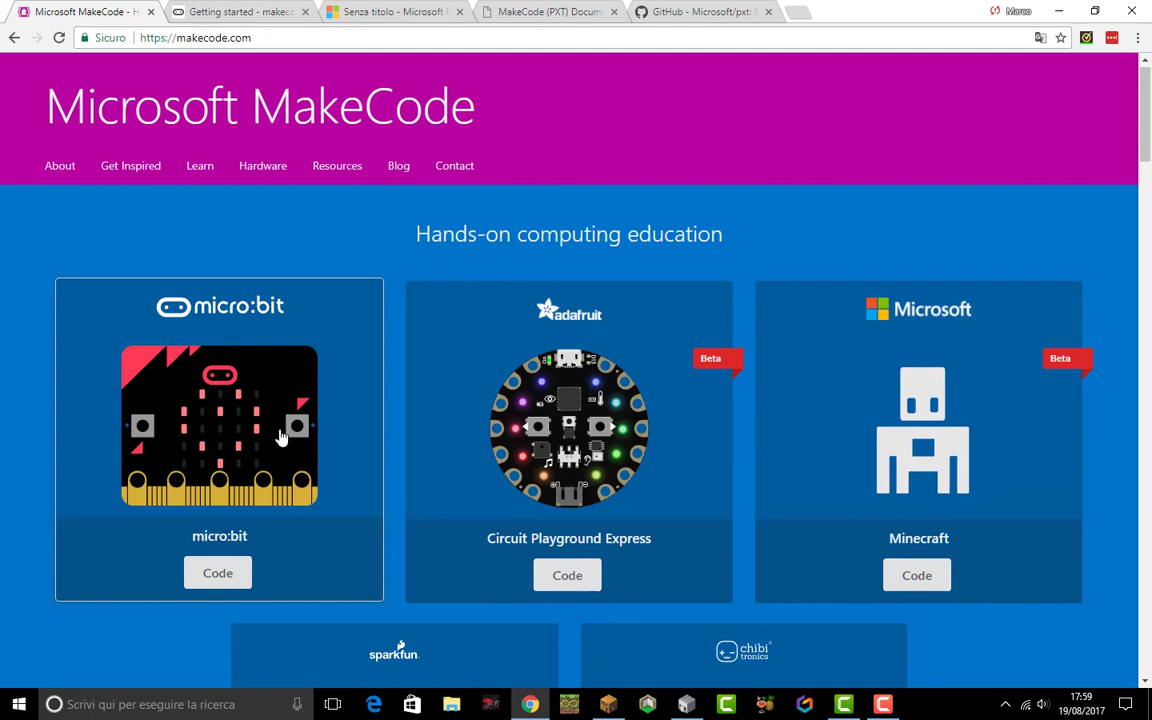 Microsoft MakeCode - H
Getting started - makeco
Senza titolo - Microsoft M
MakeCode (PXT) Docum
GitHub - Microsoft/pxt:
Marco
Sicuro
https://makecode.com
Microsoft MakeCode
About Get Inspired Learn Hardware Resources Blog Contact
Hands-on computing education
micro:bit
adafruit
Microsoft
Beta
Beta
micro:bit
Circuit Playground Express
Minecraft
Code
Code
Code
sparkfun
chibi
tronics
Scrivi qui per eseguire la ricerca
17:59
19/08/2017